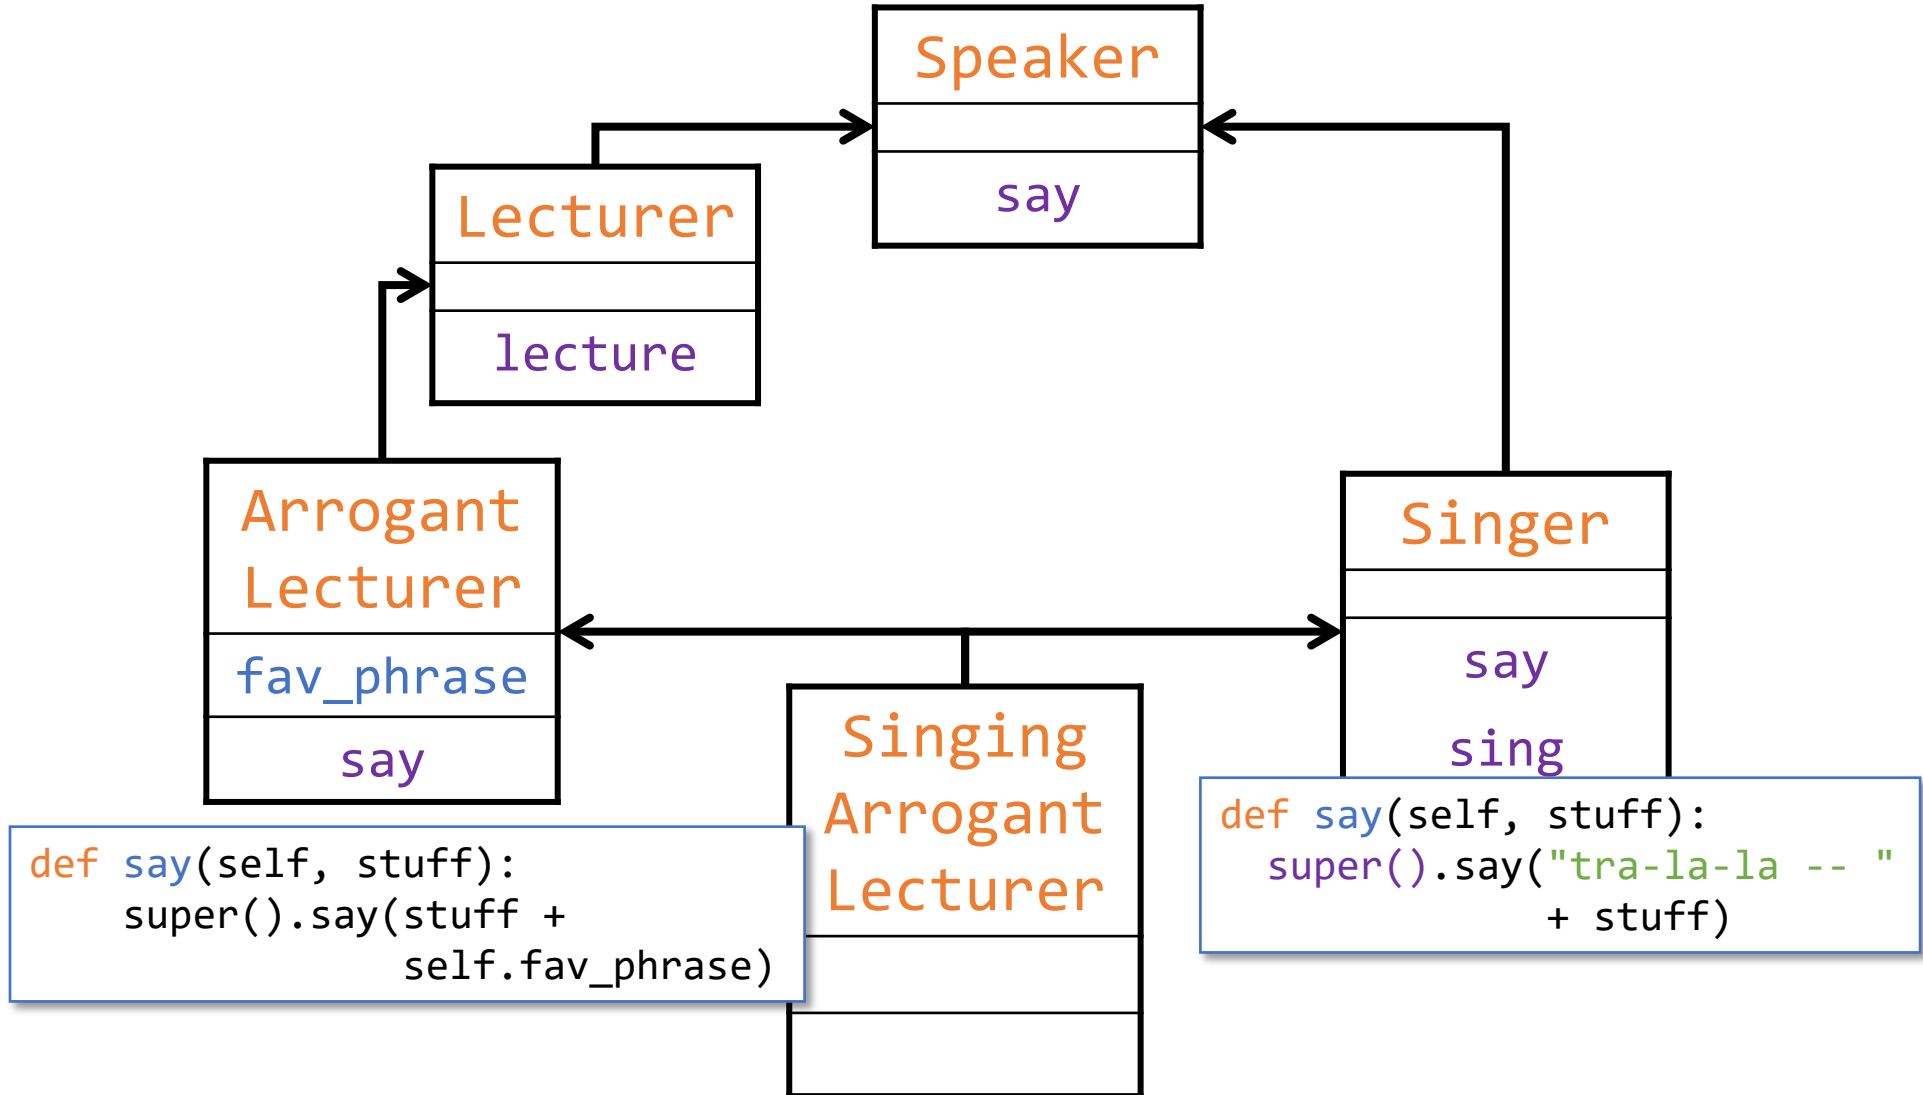 Speaker
say
Lecturer
lecture
Arrogant
Lecturer
fav_phrase
say
def say(self, stuff):
    super().say(stuff +
                self.fav_phrase)
Singing
Arrogant
Lecturer
Singer
say
sing
def say(self, stuff):
  super().say("tra-la-la -- "
              + stuff)